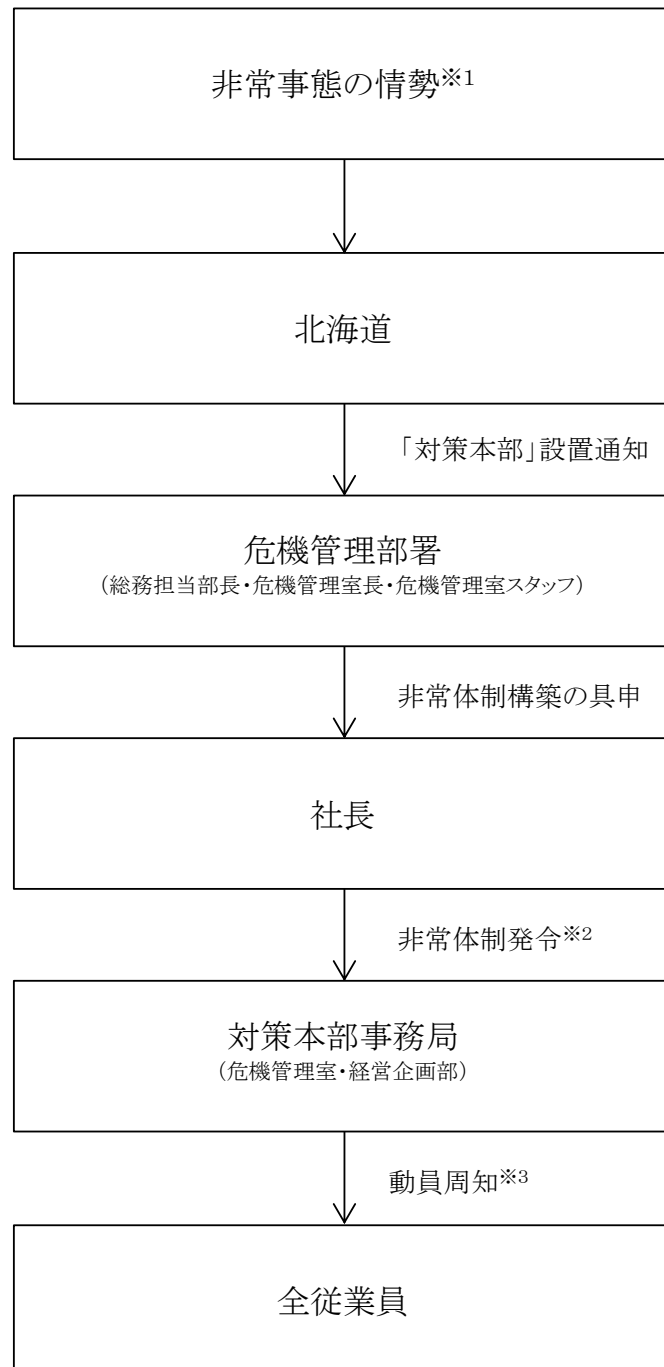 非常事態の情勢※1
北海道
「対策本部」設置通知
危機管理部署
（総務担当部長・危機管理室長・危機管理室スタッフ）
非常体制構築の具申
社長
非常体制発令※2
対策本部事務局
（危機管理室・経営企画部）
動員周知※3
全従業員